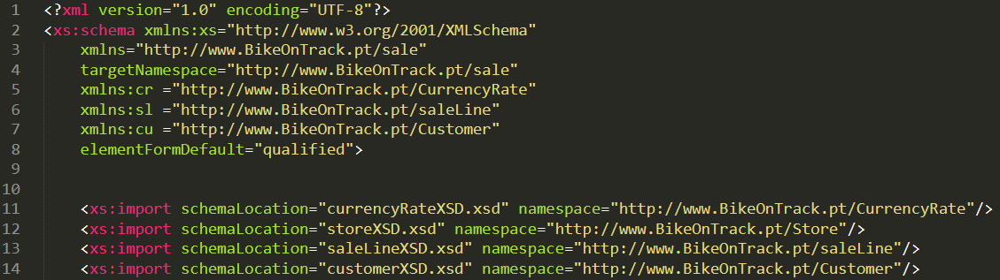 1 <?xml version="1.0" encoding="UTF-8"?>
2 <xs:schema xmlns:xs="http://www.w3.org/2001/XMLSchema"
3 xmlns="http://www.BikeOnTrack.pt/sale"
4 targetNamespace="http://www.BikeOnTrack.pt/sale"
5 xmlns:cr ="http://www.BikeOnTrack.pt/CurrencyRate"
6 xmlns:sl ="http://www.BikeOnTrack.pt/saleLine"
7 xmlns:cu ="http://www.BikeOnTrack.pt/Customer"
8 elementFormDefault="qualified">
9
10
11 <xs:import schemaLocation="currencyRateXSD.xsd" namespace="http://www.BikeOnTrack.pt/CurrencyRate"/>
12 <xs:import schemaLocation="storeXSD.xsd" namespace="http://www.BikeOnTrack.pt/Store"/>
13 <xs:import schemaLocation="saleLineXSD.xsd" namespace="http://www.BikeOnTrack.pt/saleLine"/>
14 <xs:import schemaLocation="customerXSD.xsd" namespace="http://www.BikeOnTrack.pt/Customer"/>